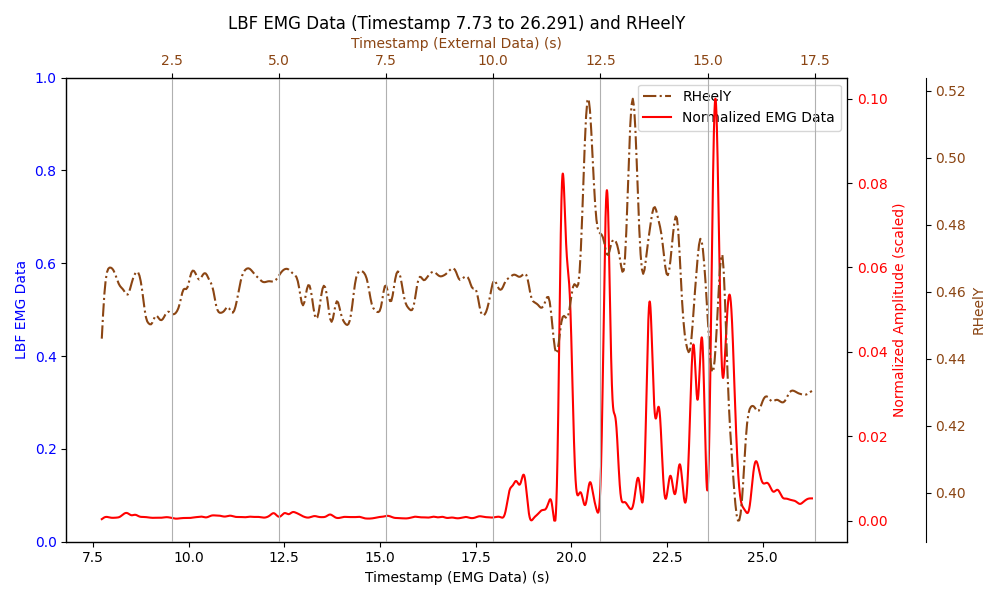 LBF EMG Data (Timestamp 7.73 to 26.291) and RHeelY
Timestamp (External Data) (s)
2.5 5.0 7.5 10.0 12.5 15.0 17.5
RHeelY
Normalized EMG Data
1.0
0.8
0.6
0.4
0.2
0.0
LBF EMG Data
0.10
0.08
0.06
0.04
0.02
0.00
Normalized Amplitude (scaled)
0.52
0.50
0.48
0.46
0.44
0.42
0.40
RHeelY
7.5 10.0 12.5 15.0 17.5 20.0 22.5 25.0
Timestamp (EMG Data) (s)